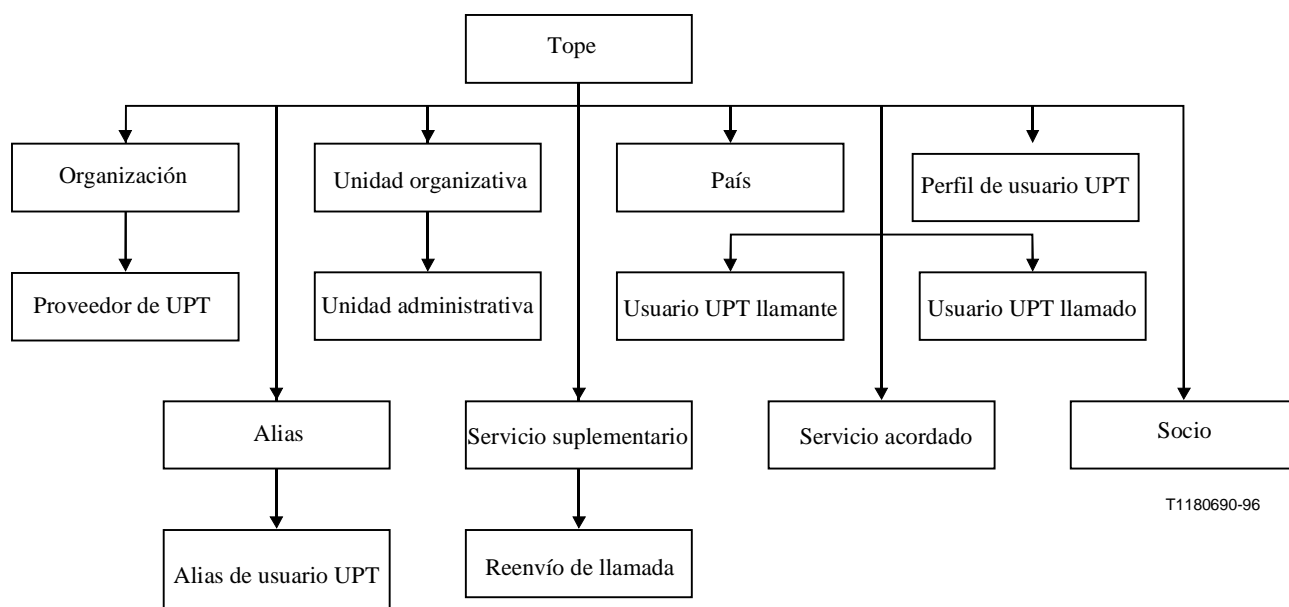 Tope
Organización
Unidad organizativa
País
Perfil de usuario UPT
Proveedor de UPT
Unidad administrativa
Usuario UPT llamante
Usuario UPT llamado
Alias
Servicio suplementario
Servicio acordado
Socio
T1180690-96
Alias de usuario UPT
Reenvío de llamada